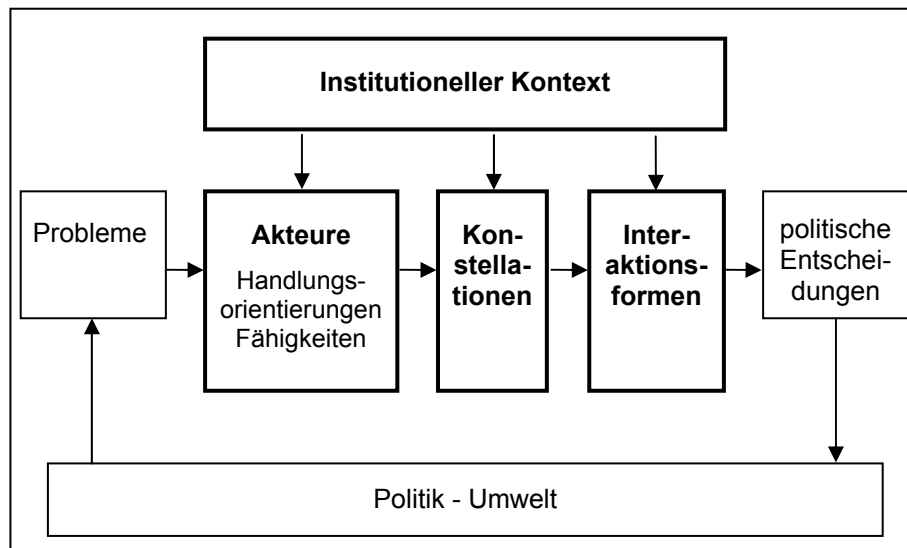 Institutioneller Kontext
Probleme
Akteure
Handlungs-
orientierungen
Fähigkeiten
Kon-
stella-
tionen
Inter-
aktions-
formen
politische
Entschei-
dungen
Politik - Umwelt